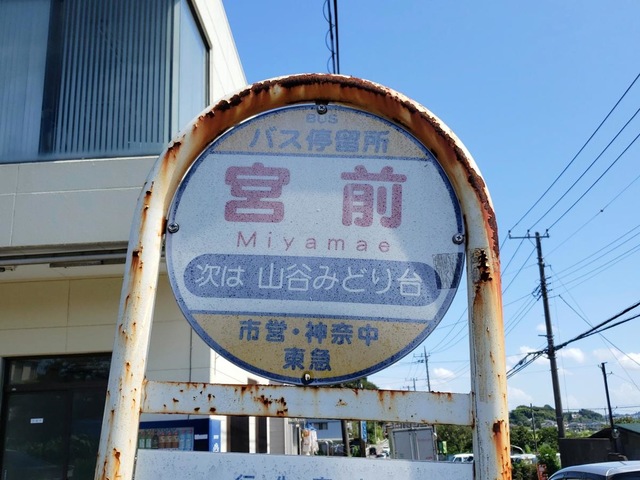 BUS
バス停留所
宮前
Miyamae
次は 山谷みどり台
市営・神奈中
東急